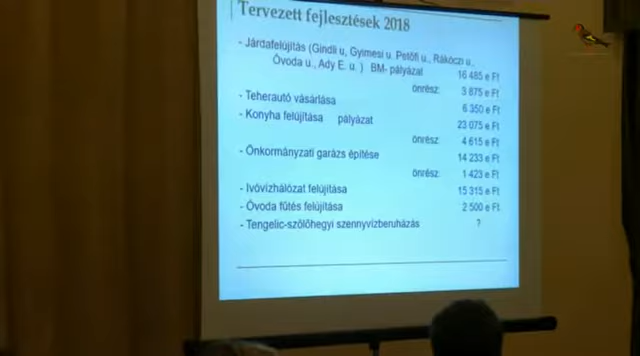 Tervezett fejlesztések 2018
- Járdafelújítás (Gindli u, Gyimesi u. Petőfi u., Rákóczi u.,
Óvoda u., Ady E. u. ) BM- pályázat 16 485 e Ft
önrész: 3 875 e Ft
- Teherautó vásárlása 6 350 e Ft
- Konyha felújítása pályázat 23 075 e Ft
önrész: 4 615 e Ft
- Önkormányzati garázs építése 14 233 e Ft
önrész: 1 423 e Ft
- Ivóvízhálózat felújítása 15 315 e Ft
- Óvoda fűtés felújítása 2 500 e Ft
- Tengelic-szőlőhegyi szennyvízberuházás ?